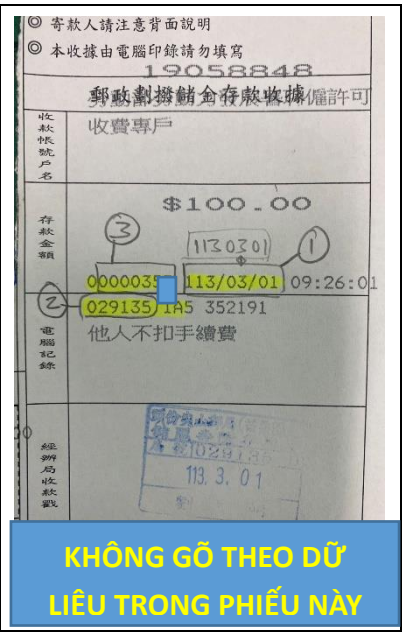 ◎ 寄款人請注意背面說明
◎ 本收據由電腦印錄請勿填寫
19058848
郵政劃撥儲金存款收據
收款帳號戶名
收費專戶
存款金額
$100.00
③
1130301
①
0000035 113/03/01 09:26:01
②
029135 1A5 352191
電腦記錄
他人不扣手續費
經辦局收款戳
029135
113. 3. 01
KHÔNG GÕ THEO DỮ
LIÊU TRONG PHIẾU NÀY